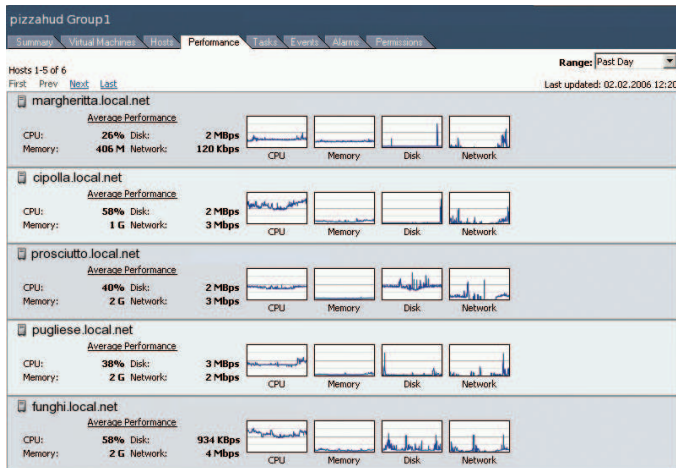 pizzahud Group1
Summary Virtual Machines Hosts Performance Tasks Events Alarms Permissions
Range: Past Day
Hosts 1-5 of 6
First Prev Next Last
Last updated: 02.02.2006 12:20
margheritta.local.net
Average Performance
CPU: 26% Disk: 2 MBps
Memory: 406 M Network: 120 Kbps
CPU Memory Disk Network
cipolla.local.net
Average Performance
CPU: 58% Disk: 2 MBps
Memory: 1 G Network: 3 Mbps
CPU Memory Disk Network
prosciutto.local.net
Average Performance
CPU: 40% Disk: 2 MBps
Memory: 2 G Network: 3 Mbps
CPU Memory Disk Network
pugliese.local.net
Average Performance
CPU: 38% Disk: 3 MBps
Memory: 2 G Network: 2 Mbps
CPU Memory Disk Network
funghi.local.net
Average Performance
CPU: 58% Disk: 934 KBps
Memory: 2 G Network: 4 Mbps
CPU Memory Disk Network